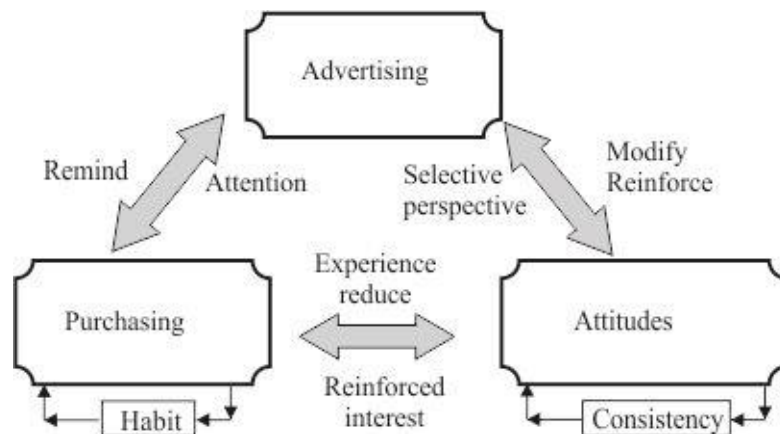 Advertising
Remind
Attention
Selective
perspective
Modify
Reinforce
Purchasing
Experience
reduce
Reinforced
interest
Attitudes
Habit
Consistency